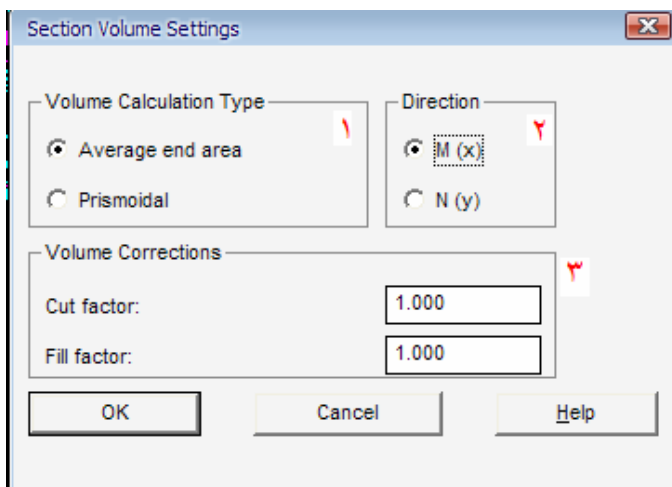 Section Volume Settings
Volume Calculation Type
١
Average end area
Prismoidal
Direction
٢
M (x)
N (y)
Volume Corrections
٣
Cut factor: 1.000
Fill factor: 1.000
OK Cancel Help